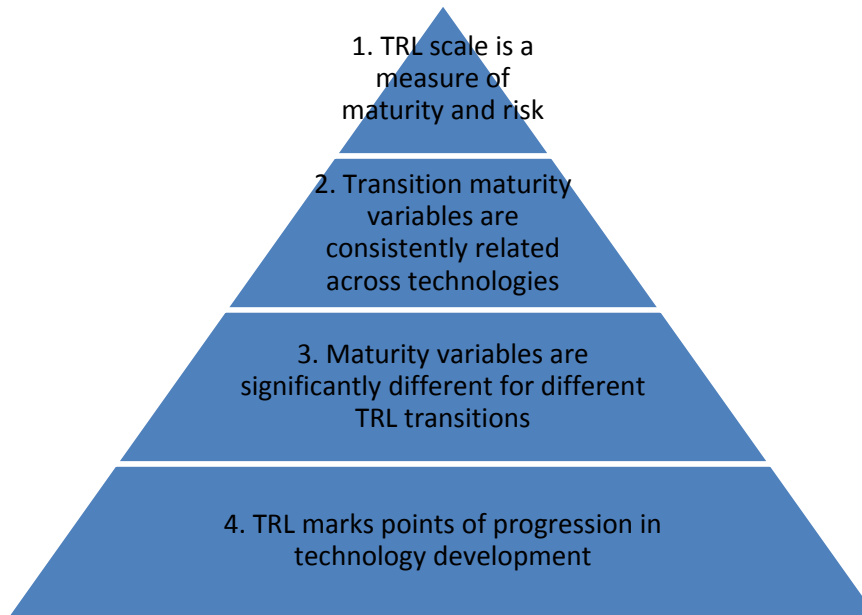 1. TRL scale is a
measure of
maturity and risk
2. Transition maturity
variables are
consistently related
across technologies
3. Maturity variables are
significantly different for different
TRL transitions
4. TRL marks points of progression in
technology development